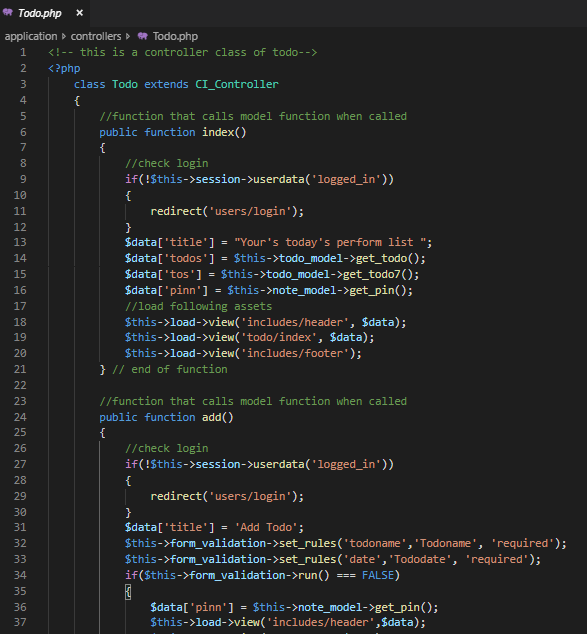 Todo.php ×
application › controllers › Todo.php
1 <!-- this is a controller class of todo-->
2 <?php
3 class Todo extends CI_Controller
4 {
5 //function that calls model function when called
6 public function index()
7 {
8 //check login
9 if(!$this->session->userdata('logged_in'))
10 {
11 redirect('users/login');
12 }
13 $data['title'] = "Your's today's perform list ";
14 $data['todos'] = $this->todo_model->get_todo();
15 $data['tos'] = $this->todo_model->get_todo7();
16 $data['pinn'] = $this->note_model->get_pin();
17 //load following assets
18 $this->load->view('includes/header', $data);
19 $this->load->view('todo/index', $data);
20 $this->load->view('includes/footer');
21 } // end of function
22
23 //function that calls model function when called
24 public function add()
25 {
26 //check login
27 if(!$this->session->userdata('logged_in'))
28 {
29 redirect('users/login');
30 }
31 $data['title'] = 'Add Todo';
32 $this->form_validation->set_rules('todoname','Todoname', 'required');
33 $this->form_validation->set_rules('date','Tododate', 'required');
34 if($this->form_validation->run() === FALSE)
35 {
36 $data['pinn'] = $this->note_model->get_pin();
37 $this->load->view('includes/header',$data);